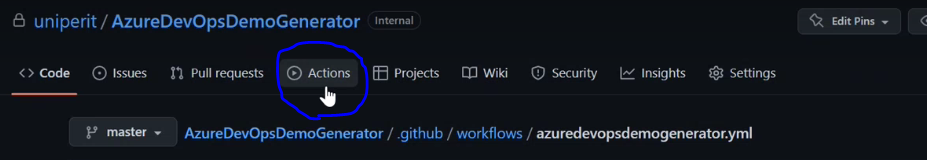 uniperit / AzureDevOpsDemoGenerator Internal Edit Pins
Code Issues Pull requests Actions Projects Wiki Security Insights Settings
master AzureDevOpsDemoGenerator / .github / workflows / azuredevopsdemogenerator.yml